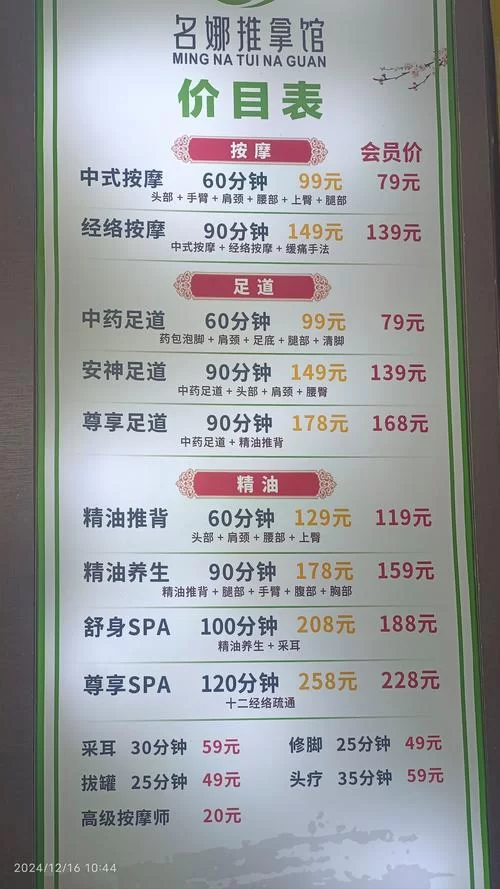 名娜推拿馆
MING NA TUI NA GUAN
价目表
按摩 会员价
中式按摩 60分钟 99元 79元
头部 + 手臂 + 肩颈 + 腰部 + 上臀 + 腿部
经络按摩 90分钟 149元 139元
中式按摩 + 经络按摩 + 缓痛手法
足道
中药足道 60分钟 99元 79元
药包泡脚 + 肩颈 + 足底 + 腿部 + 清脚
安神足道 90分钟 149元 139元
中药足道 + 头部 + 肩颈 + 腰臀
尊享足道 90分钟 178元 168元
中药足道 + 精油推背
精油
精油推背 60分钟 129元 119元
头部 + 肩颈 + 腰部 + 上臀
精油养生 90分钟 178元 159元
精油推背 + 腿部 + 手臂 + 腹部 + 胸部
舒身SPA 100分钟 208元 188元
精油养生 + 采耳
尊享SPA 120分钟 258元 228元
十二经络疏通
采耳 30分钟 59元 修脚 25分钟 49元
拔罐 25分钟 49元 头疗 35分钟 59元
高级按摩师 20元
2024/12/16 10:44